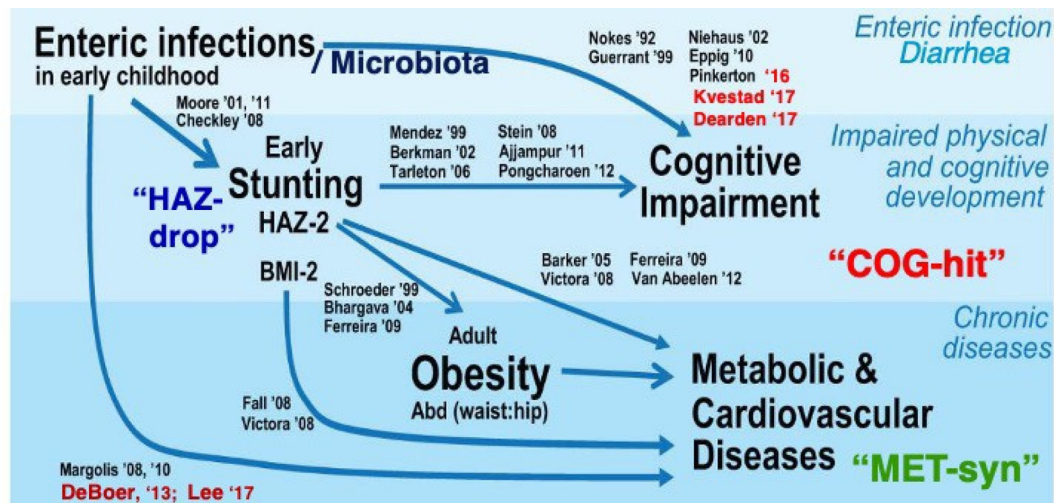 Enteric infections
/ Microbiota
in early childhood
Nokes '92
Guerrant '99
Niehaus '02
Eppig '10
Pinkerton '16
Kvestad '17
Dearden '17
Enteric infection
Diarrhea
Moore '01, '11
Checkley '08
Early
Stunting
HAZ-2
"HAZ-
drop"
Mendez '99
Berkman '02
Tarleton '06
Stein '08
Ajjampur '11
Pongcharoen '12
Cognitive
Impairment
Impaired physical
and cognitive
development
"COG-hit"
BMI-2
Schroeder '99
Bhargava '04
Ferreira '09
Barker '05
Victora '08
Ferreira '09
Van Abeelen '12
Chronic
diseases
Adult
Obesity
Abd (waist:hip)
Metabolic &
Cardiovascular
Diseases
"MET-syn"
Fall '08
Victora '08
Margolis '08, '10
DeBoer, '13; Lee '17